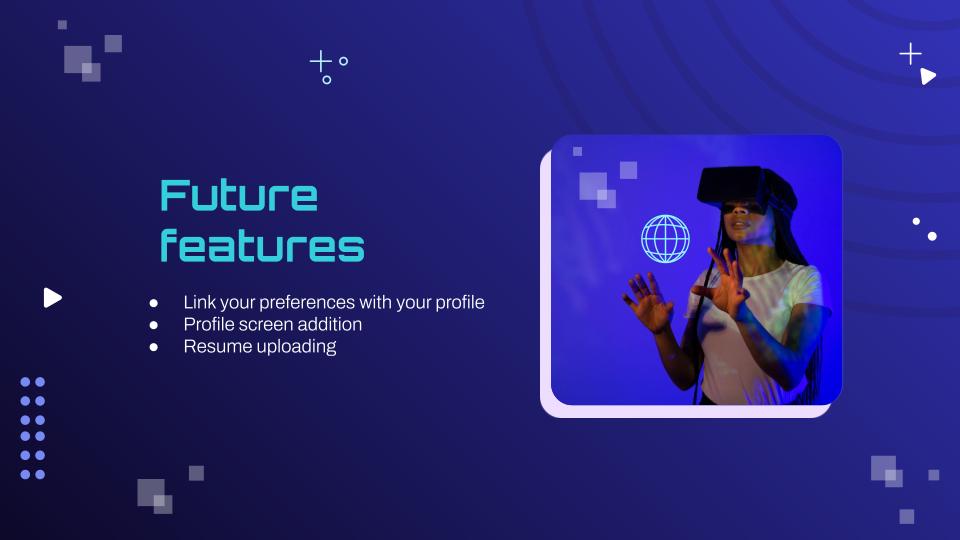 Future
features
● Link your preferences with your profile
● Profile screen addition
● Resume uploading